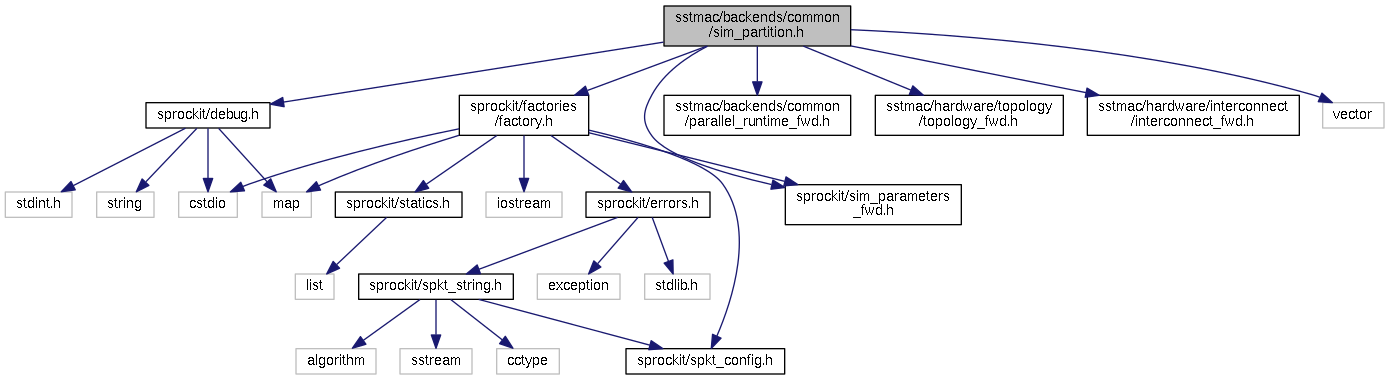 sstmac/backends/common
/sim_partition.h
sprockit/debug.h
sprockit/factories
/factory.h
sstmac/backends/common
/parallel_runtime_fwd.h
sstmac/hardware/topology
/topology_fwd.h
sstmac/hardware/interconnect
/interconnect_fwd.h
vector
stdint.h
string
cstdio
map
sprockit/statics.h
iostream
sprockit/errors.h
sprockit/sim_parameters
_fwd.h
list
sprockit/spkt_string.h
exception
stdlib.h
algorithm
sstream
cctype
sprockit/spkt_config.h